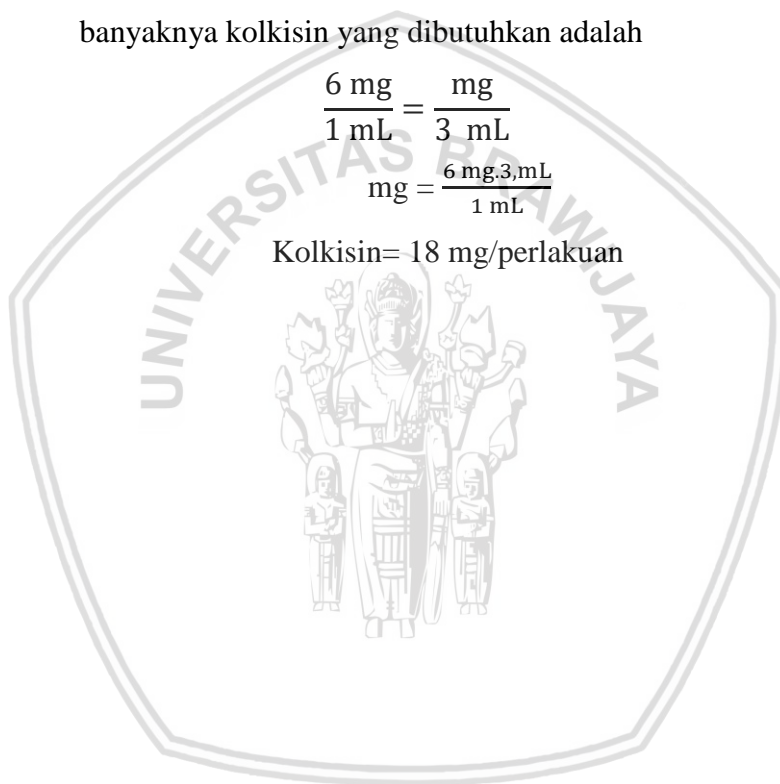 banyaknya kolkisin yang dibutuhkan adalah
6 mg / 1 mL = mg / 3 mL
mg = 6 mg.3,mL / 1 mL
Kolkisin= 18 mg/perlakuan
UNIVERSITAS BRAWIJAYA